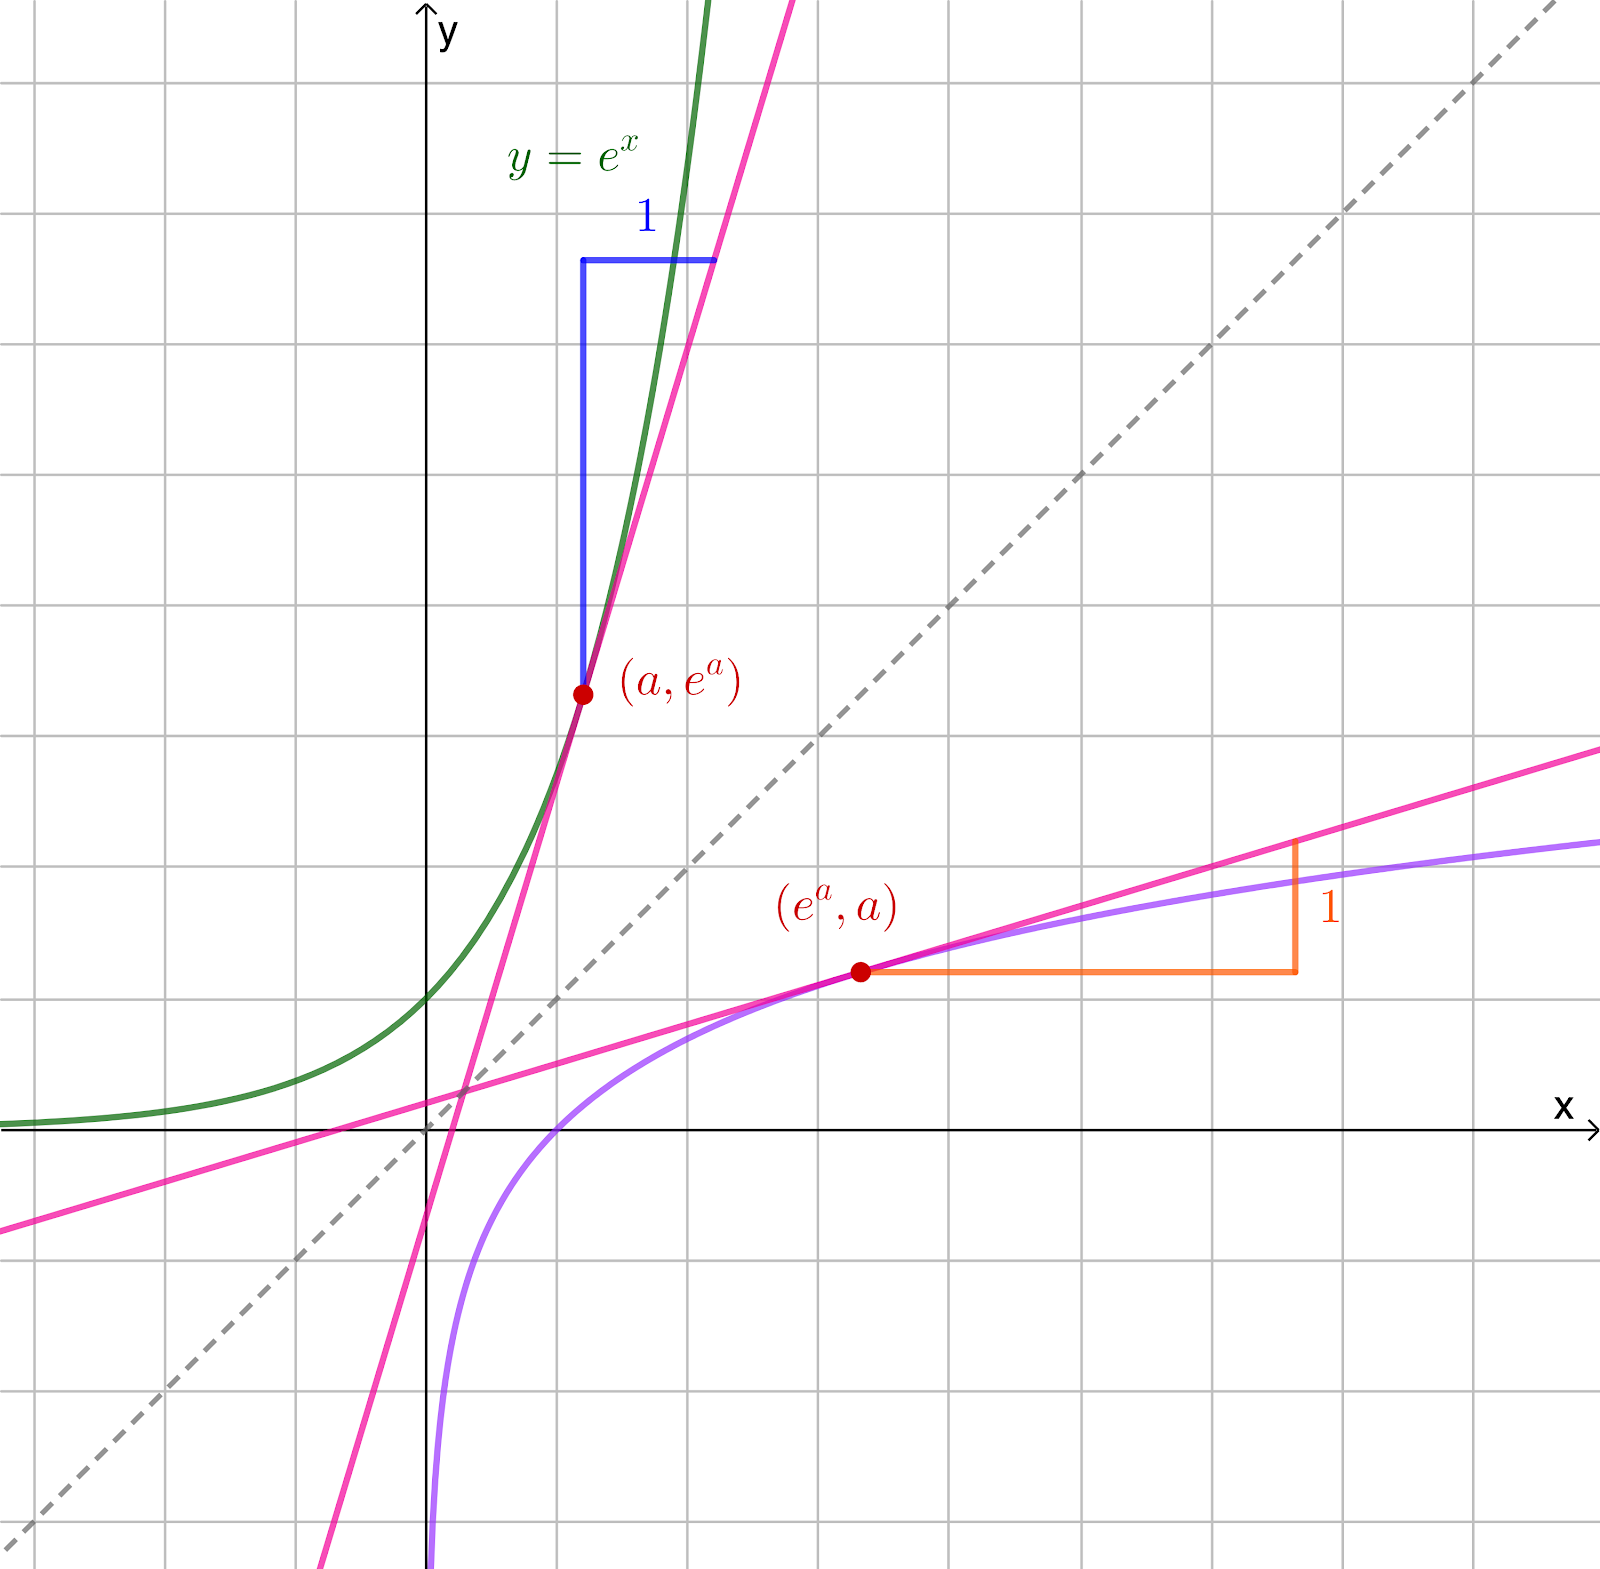 y
y = e^x
1
(a, e^a)
(e^a, a)
1
x